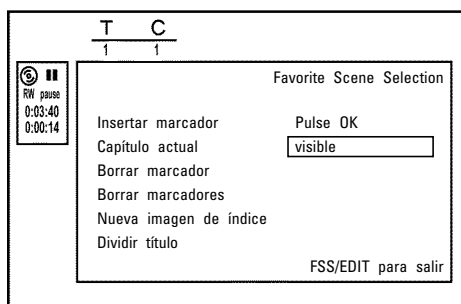 T C
1 1
RW pause
0:03:40
0:00:14
Favorite Scene Selection
Insertar marcador Pulse OK
Capítulo actual visible
Borrar marcador
Borrar marcadores
Nueva imagen de índice
Dividir título
FSS/EDIT para salir